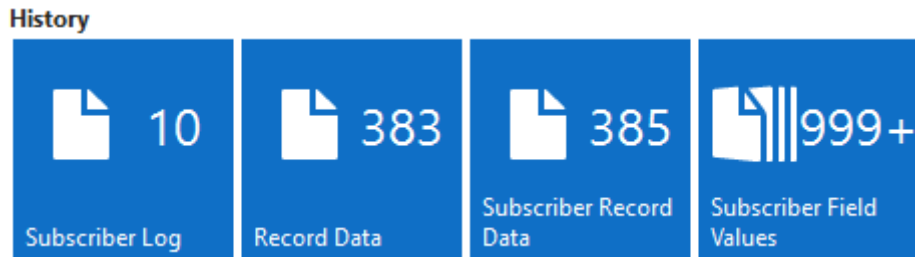 History
10
383
385
999+
Subscriber Log
Record Data
Subscriber Record
Data
Subscriber Field
Values